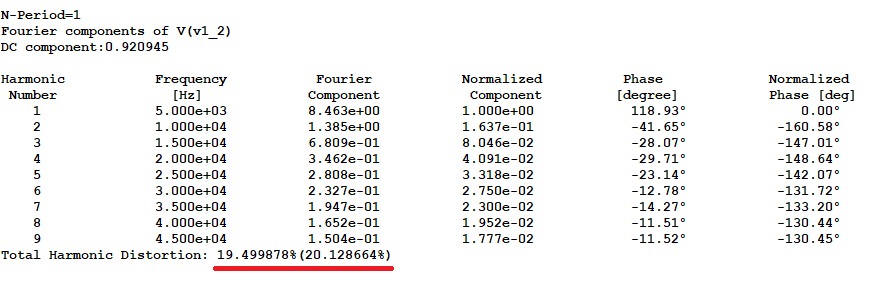 N-Period=1
Fourier components of V(v1_2)
DC component:0.920945
Harmonic Frequency Fourier Normalized Phase Normalized
Number [Hz] Component Component [degree] Phase [deg]
1 5.000e+03 8.463e+00 1.000e+00 118.93° 0.00°
2 1.000e+04 1.385e+00 1.637e-01 -41.65° -160.58°
3 1.500e+04 6.809e-01 8.046e-02 -28.07° -147.01°
4 2.000e+04 3.462e-01 4.091e-02 -29.71° -148.64°
5 2.500e+04 2.808e-01 3.318e-02 -23.14° -142.07°
6 3.000e+04 2.327e-01 2.750e-02 -12.78° -131.72°
7 3.500e+04 1.947e-01 2.300e-02 -14.27° -133.20°
8 4.000e+04 1.652e-01 1.952e-02 -11.51° -130.44°
9 4.500e+04 1.504e-01 1.777e-02 -11.52° -130.45°
Total Harmonic Distortion: 19.499878%(20.128664%)